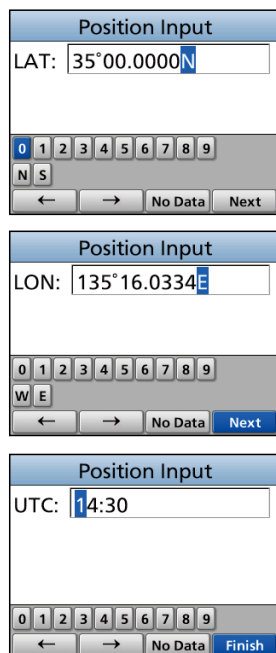 Position Input
LAT: 35°00.0000N
0 1 2 3 4 5 6 7 8 9
N S
← → No Data Next
Position Input
LON: 135°16.0334E
0 1 2 3 4 5 6 7 8 9
W E
← → No Data Next
Position Input
UTC: 14:30
0 1 2 3 4 5 6 7 8 9
← → No Data Finish